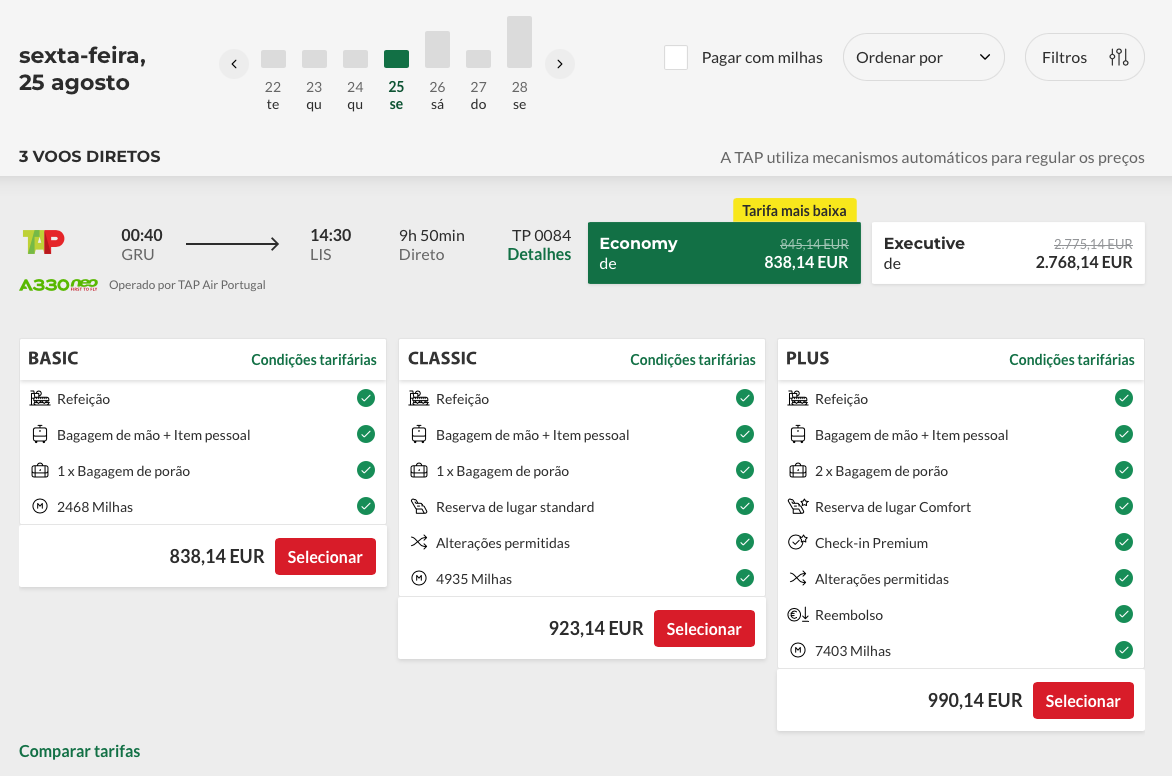 sexta-feira,
25 agosto
22 23 24 25 26 27 28
te qu qu se sá do se
Pagar com milhas
Ordenar por
Filtros
3 VOOS DIRETOS
A TAP utiliza mecanismos automáticos para regular os preços
TAP
00:40
GRU
14:30
LIS
9h 50min
Direto
TP 0084
Detalhes
A330neo
FAST TO FLY
Operado por TAP Air Portugal
Tarifa mais baixa
Economy 845,14 EUR
de 838,14 EUR
Executive 2.775,14 EUR
de 2.768,14 EUR
BASIC Condições tarifárias
Refeição
Bagagem de mão + Item pessoal
1 x Bagagem de porão
M 2468 Milhas
838,14 EUR Selecionar
CLASSIC Condições tarifárias
Refeição
Bagagem de mão + Item pessoal
1 x Bagagem de porão
Reserva de lugar standard
Alterações permitidas
M 4935 Milhas
923,14 EUR Selecionar
PLUS Condições tarifárias
Refeição
Bagagem de mão + Item pessoal
2 x Bagagem de porão
Reserva de lugar Comfort
Check-in Premium
Alterações permitidas
€ Reembolso
M 7403 Milhas
990,14 EUR Selecionar
Comparar tarifas